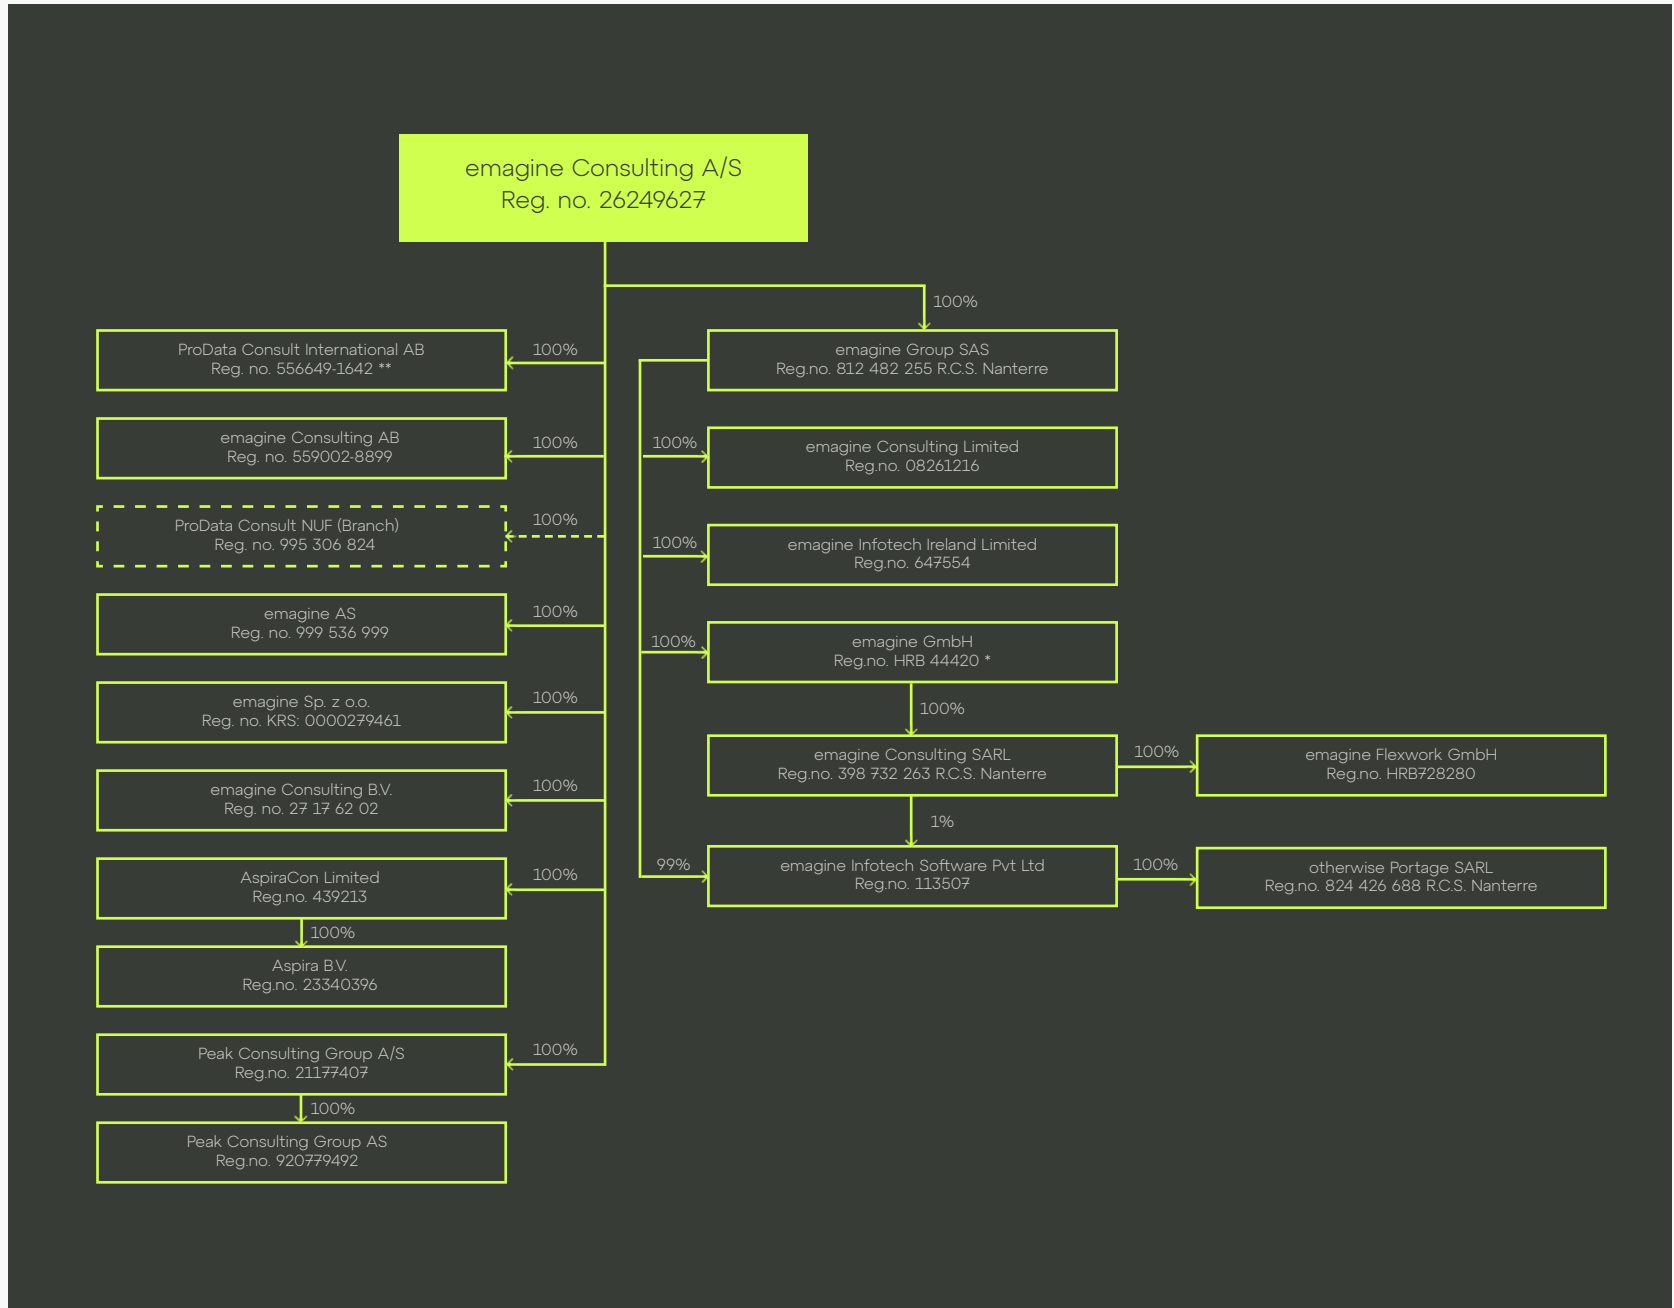 emagine Consulting A/S
Reg. no. 26249627
100%
ProData Consult International AB
Reg. no. 556649-1642 **
100%
emagine Group SAS
Reg.no. 812 482 255 R.C.S. Nanterre
emagine Consulting AB
Reg. no. 559002-8899
100%
100%
emagine Consulting Limited
Reg.no. 08261216
ProData Consult NUF (Branch)
Reg. no. 995 306 824
100%
100%
emagine Infotech Ireland Limited
Reg.no. 647554
emagine AS
Reg. no. 999 536 999
100%
100%
emagine GmbH
Reg.no. HRB 44420 *
emagine Sp. z o.o.
Reg. no. KRS: 0000279461
100%
100%
emagine Consulting B.V.
Reg. no. 27 17 62 02
100%
emagine Consulting SARL
Reg.no. 398 732 263 R.C.S. Nanterre
100%
emagine Flexwork GmbH
Reg.no. HRB728280
1%
AspiraCon Limited
Reg.no. 439213
100%
99%
emagine Infotech Software Pvt Ltd
Reg.no. 113507
100%
otherwise Portage SARL
Reg.no. 824 426 688 R.C.S. Nanterre
100%
Aspira B.V.
Reg.no. 23340396
Peak Consulting Group A/S
Reg.no. 21177407
100%
100%
Peak Consulting Group AS
Reg.no. 920779492